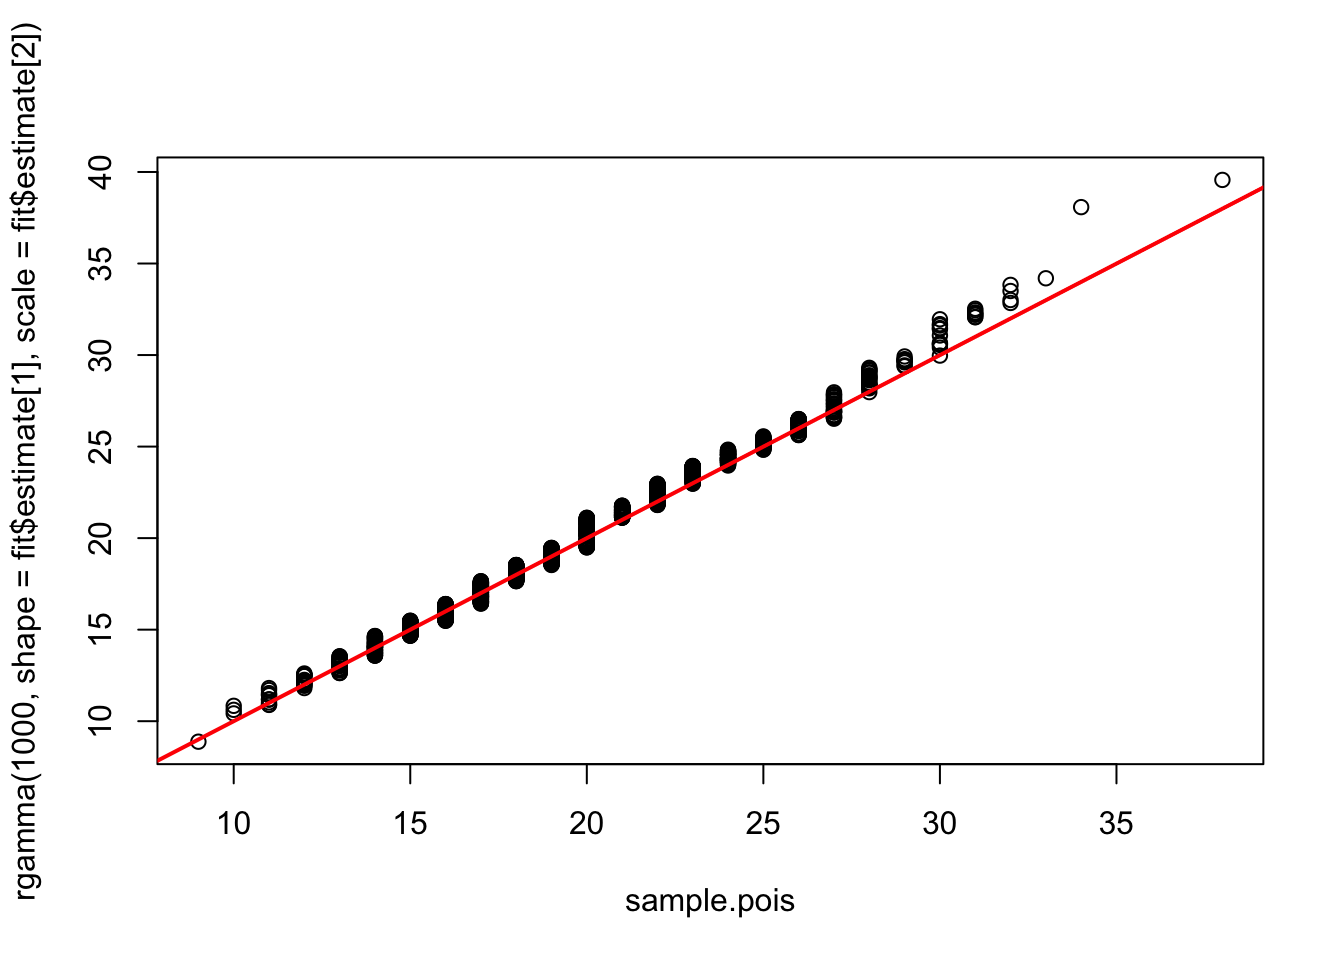 rgamma(1000, shape = fit$estimate[1], scale = fit$estimate[2])
40
35
30
25
20
15
10
10 15 20 25 30 35
sample.pois